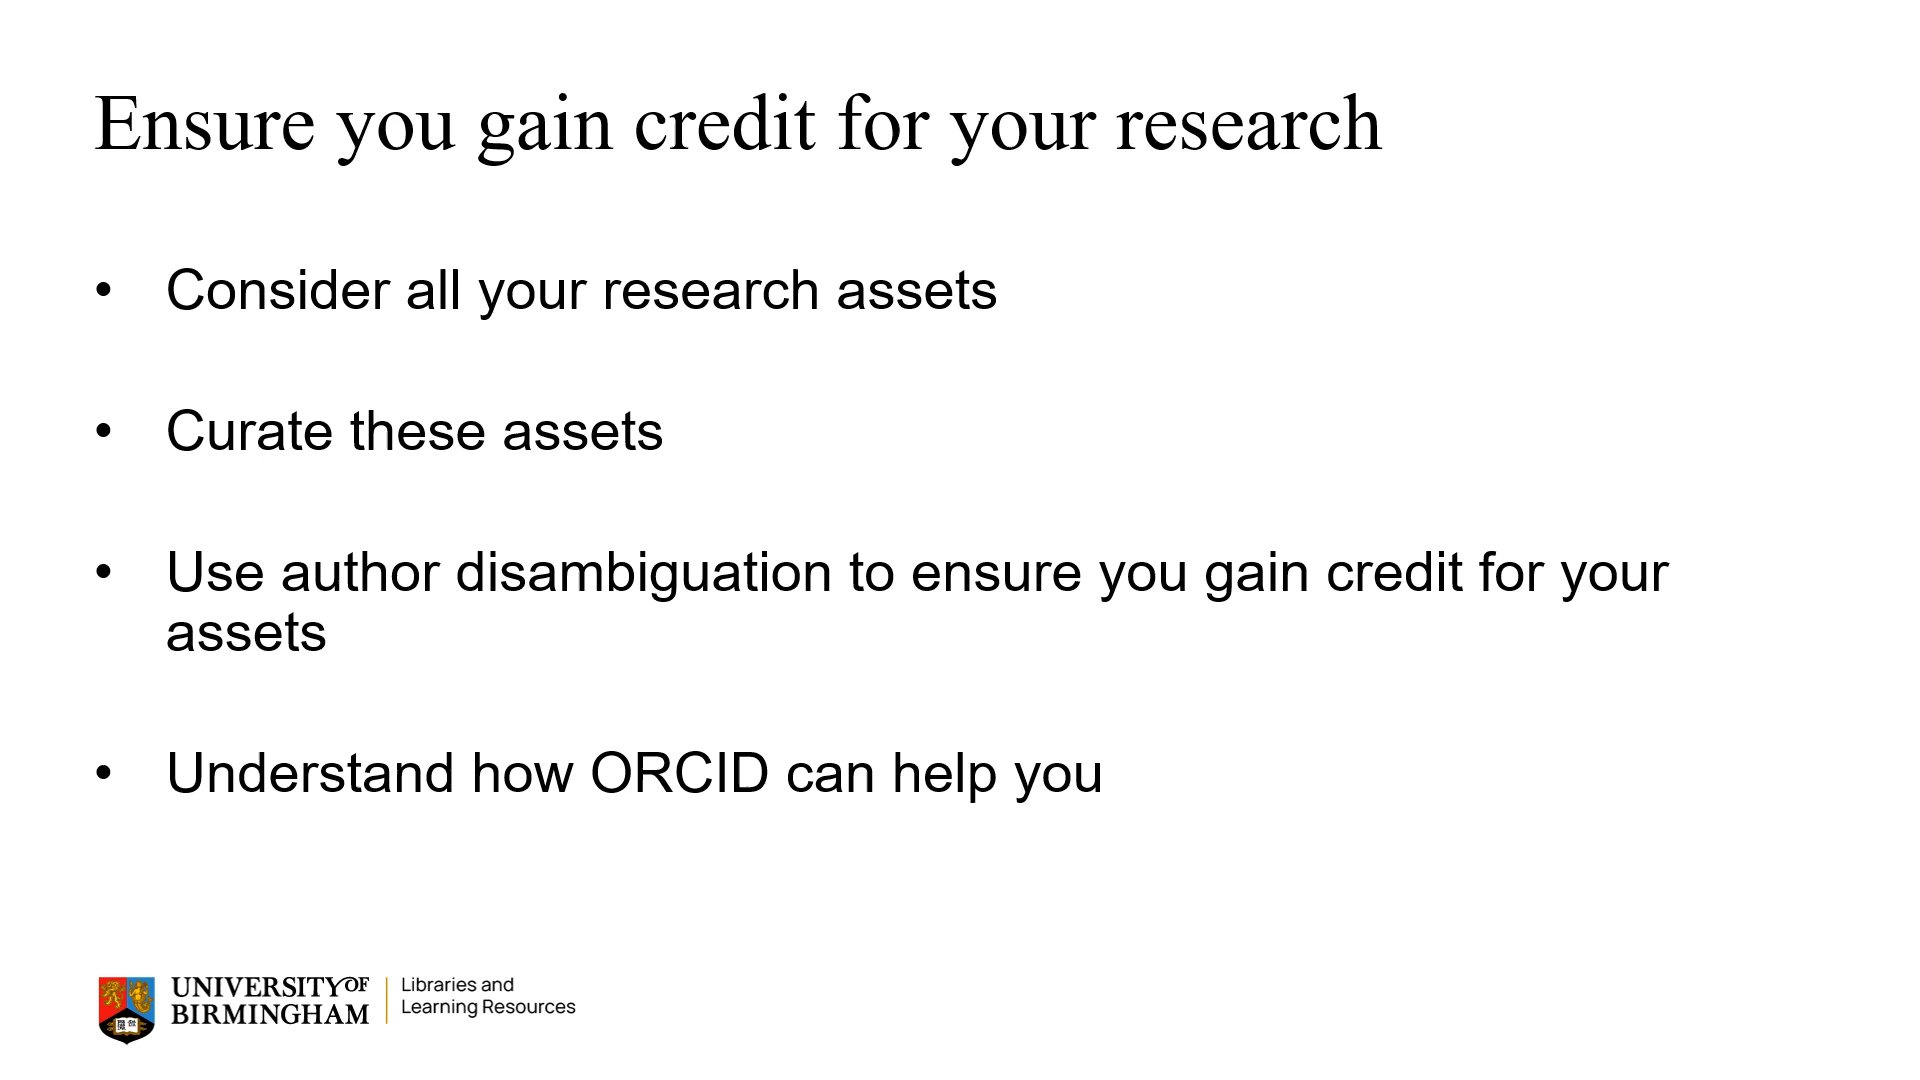 Ensure you gain credit for your research
• Consider all your research assets
• Curate these assets
• Use author disambiguation to ensure you gain credit for your
assets
• Understand how ORCID can help you
UNIVERSITY OF
BIRMINGHAM
Libraries and
Learning Resources